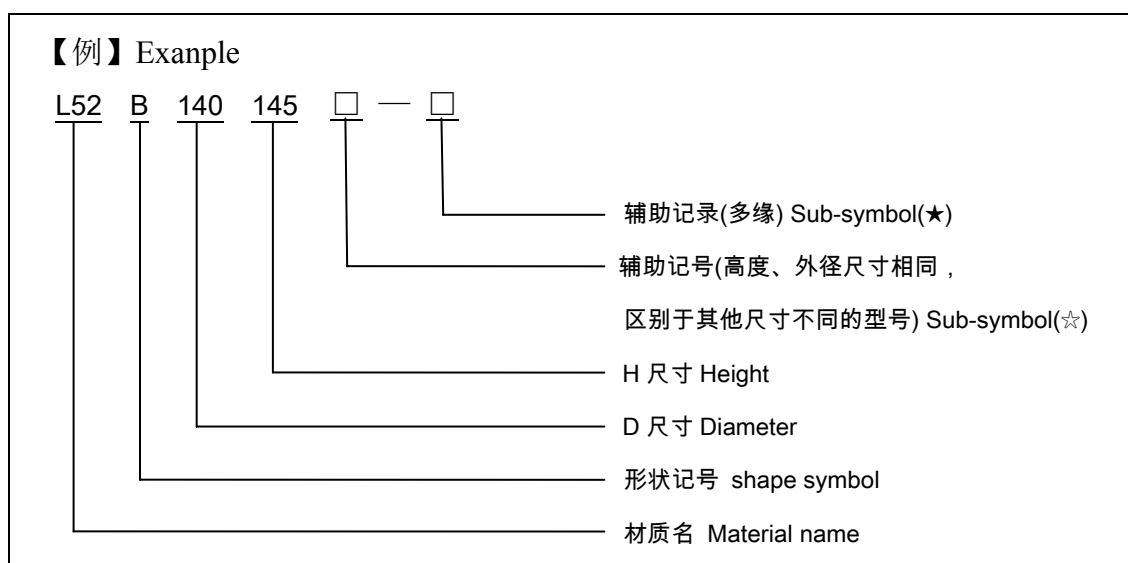 【例】Exanple
L52 B 140 145 □ — □
辅助记录(多缘) Sub-symbol(★)
辅助记号(高度、外径尺寸相同，
区别于其他尺寸不同的型号) Sub-symbol(☆)
H 尺寸 Height
D 尺寸 Diameter
形状记号 shape symbol
材质名 Material name